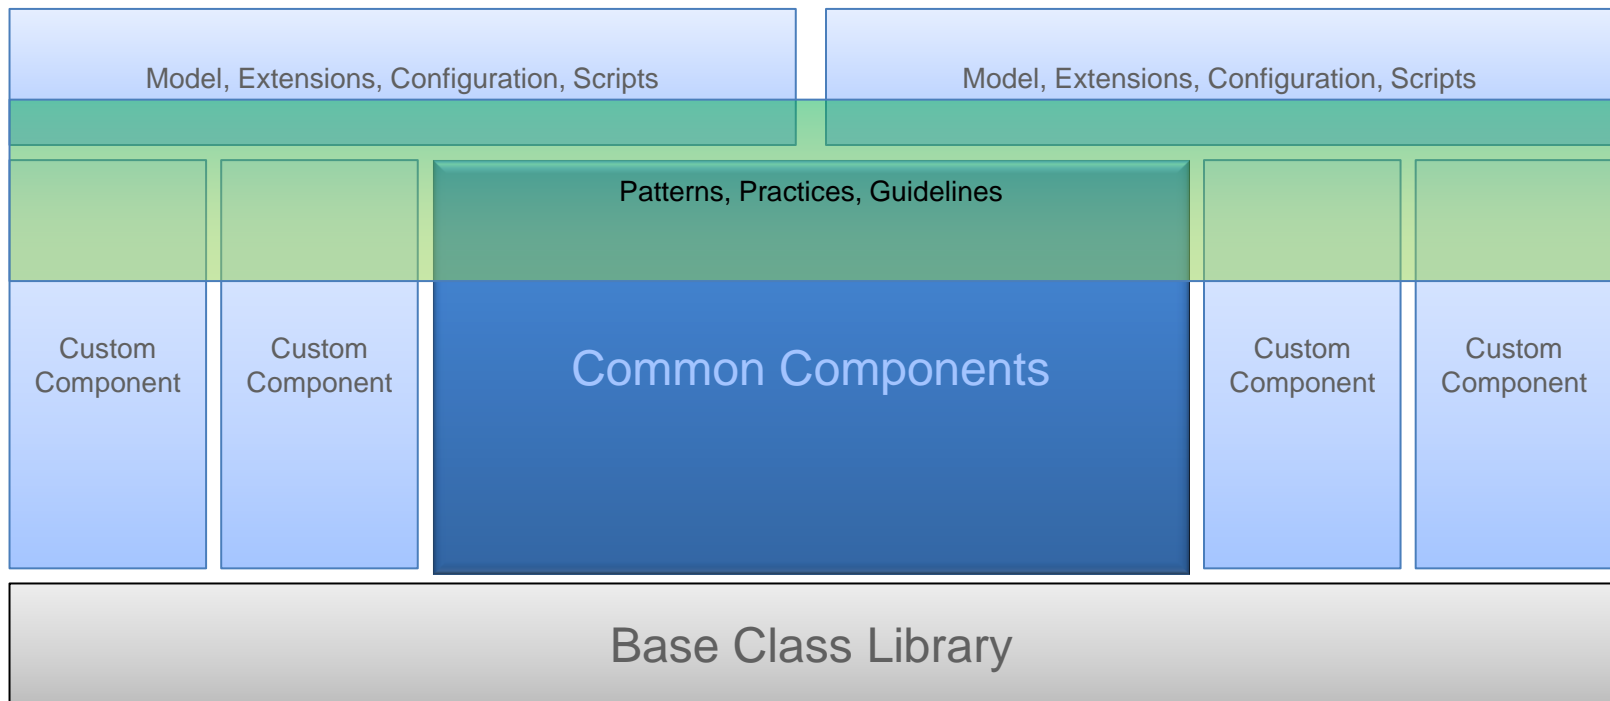 Model, Extensions, Configuration, Scripts
Model, Extensions, Configuration, Scripts
Patterns, Practices, Guidelines
Custom
Component
Custom
Component
Common Components
Custom
Component
Custom
Component
Base Class Library